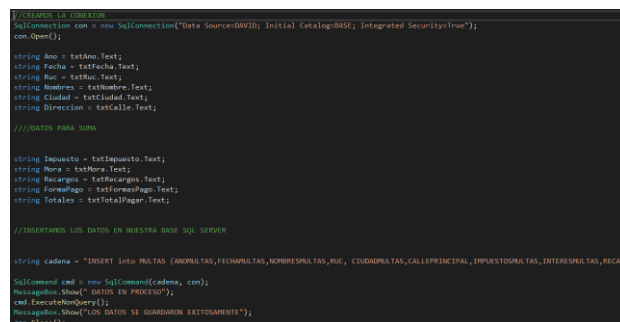 //CREAMOS LA CONEXION
SqlConnection con = new SqlConnection("Data Source=DAVID; Initial Catalog=BASE; Integrated Security=True");
con.Open();
string Ano = txtAno.Text;
string Fecha = txtFecha.Text;
string Ruc = txtRuc.Text;
string Nombres = txtNombre.Text;
string Ciudad = txtCiudad.Text;
string Direccion = txtCalle.Text;
////DATOS PARA SUMA
string Impuesto = txtImpuesto.Text;
string Mora = txtMora.Text;
string Recargos = txtRecargos.Text;
string FormaPago = txtFormasPago.Text;
string Totales = txtTotalPagar.Text;
//INSERTAMOS LOS DATOS EN NUESTRA BASE SQL SERVER
string cadena = "INSERT into MULTAS (ANOMULTAS,FECHAMULTAS,NOMBRESMULTAS,RUC, CIUDADMULTAS,CALLEPRINCIPAL,IMPUESTOSMULTAS,INTERESMULTAS,RECA
SqlCommand cmd = new SqlCommand(cadena, con);
MessageBox.Show(" DATOS EN PROCESO");
cmd.ExecuteNonQuery();
MessageBox.Show("LOS DATOS SE GUARDARON EXITOSAMENTE");